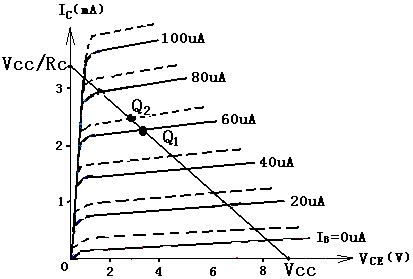 Ic(mA)
100uA
Vcc/Rc
80uA
3
Q2
60uA
Q1
2
40uA
1
20uA
IB=0uA
0
2
4
6
8
Vcc
VCE(V)